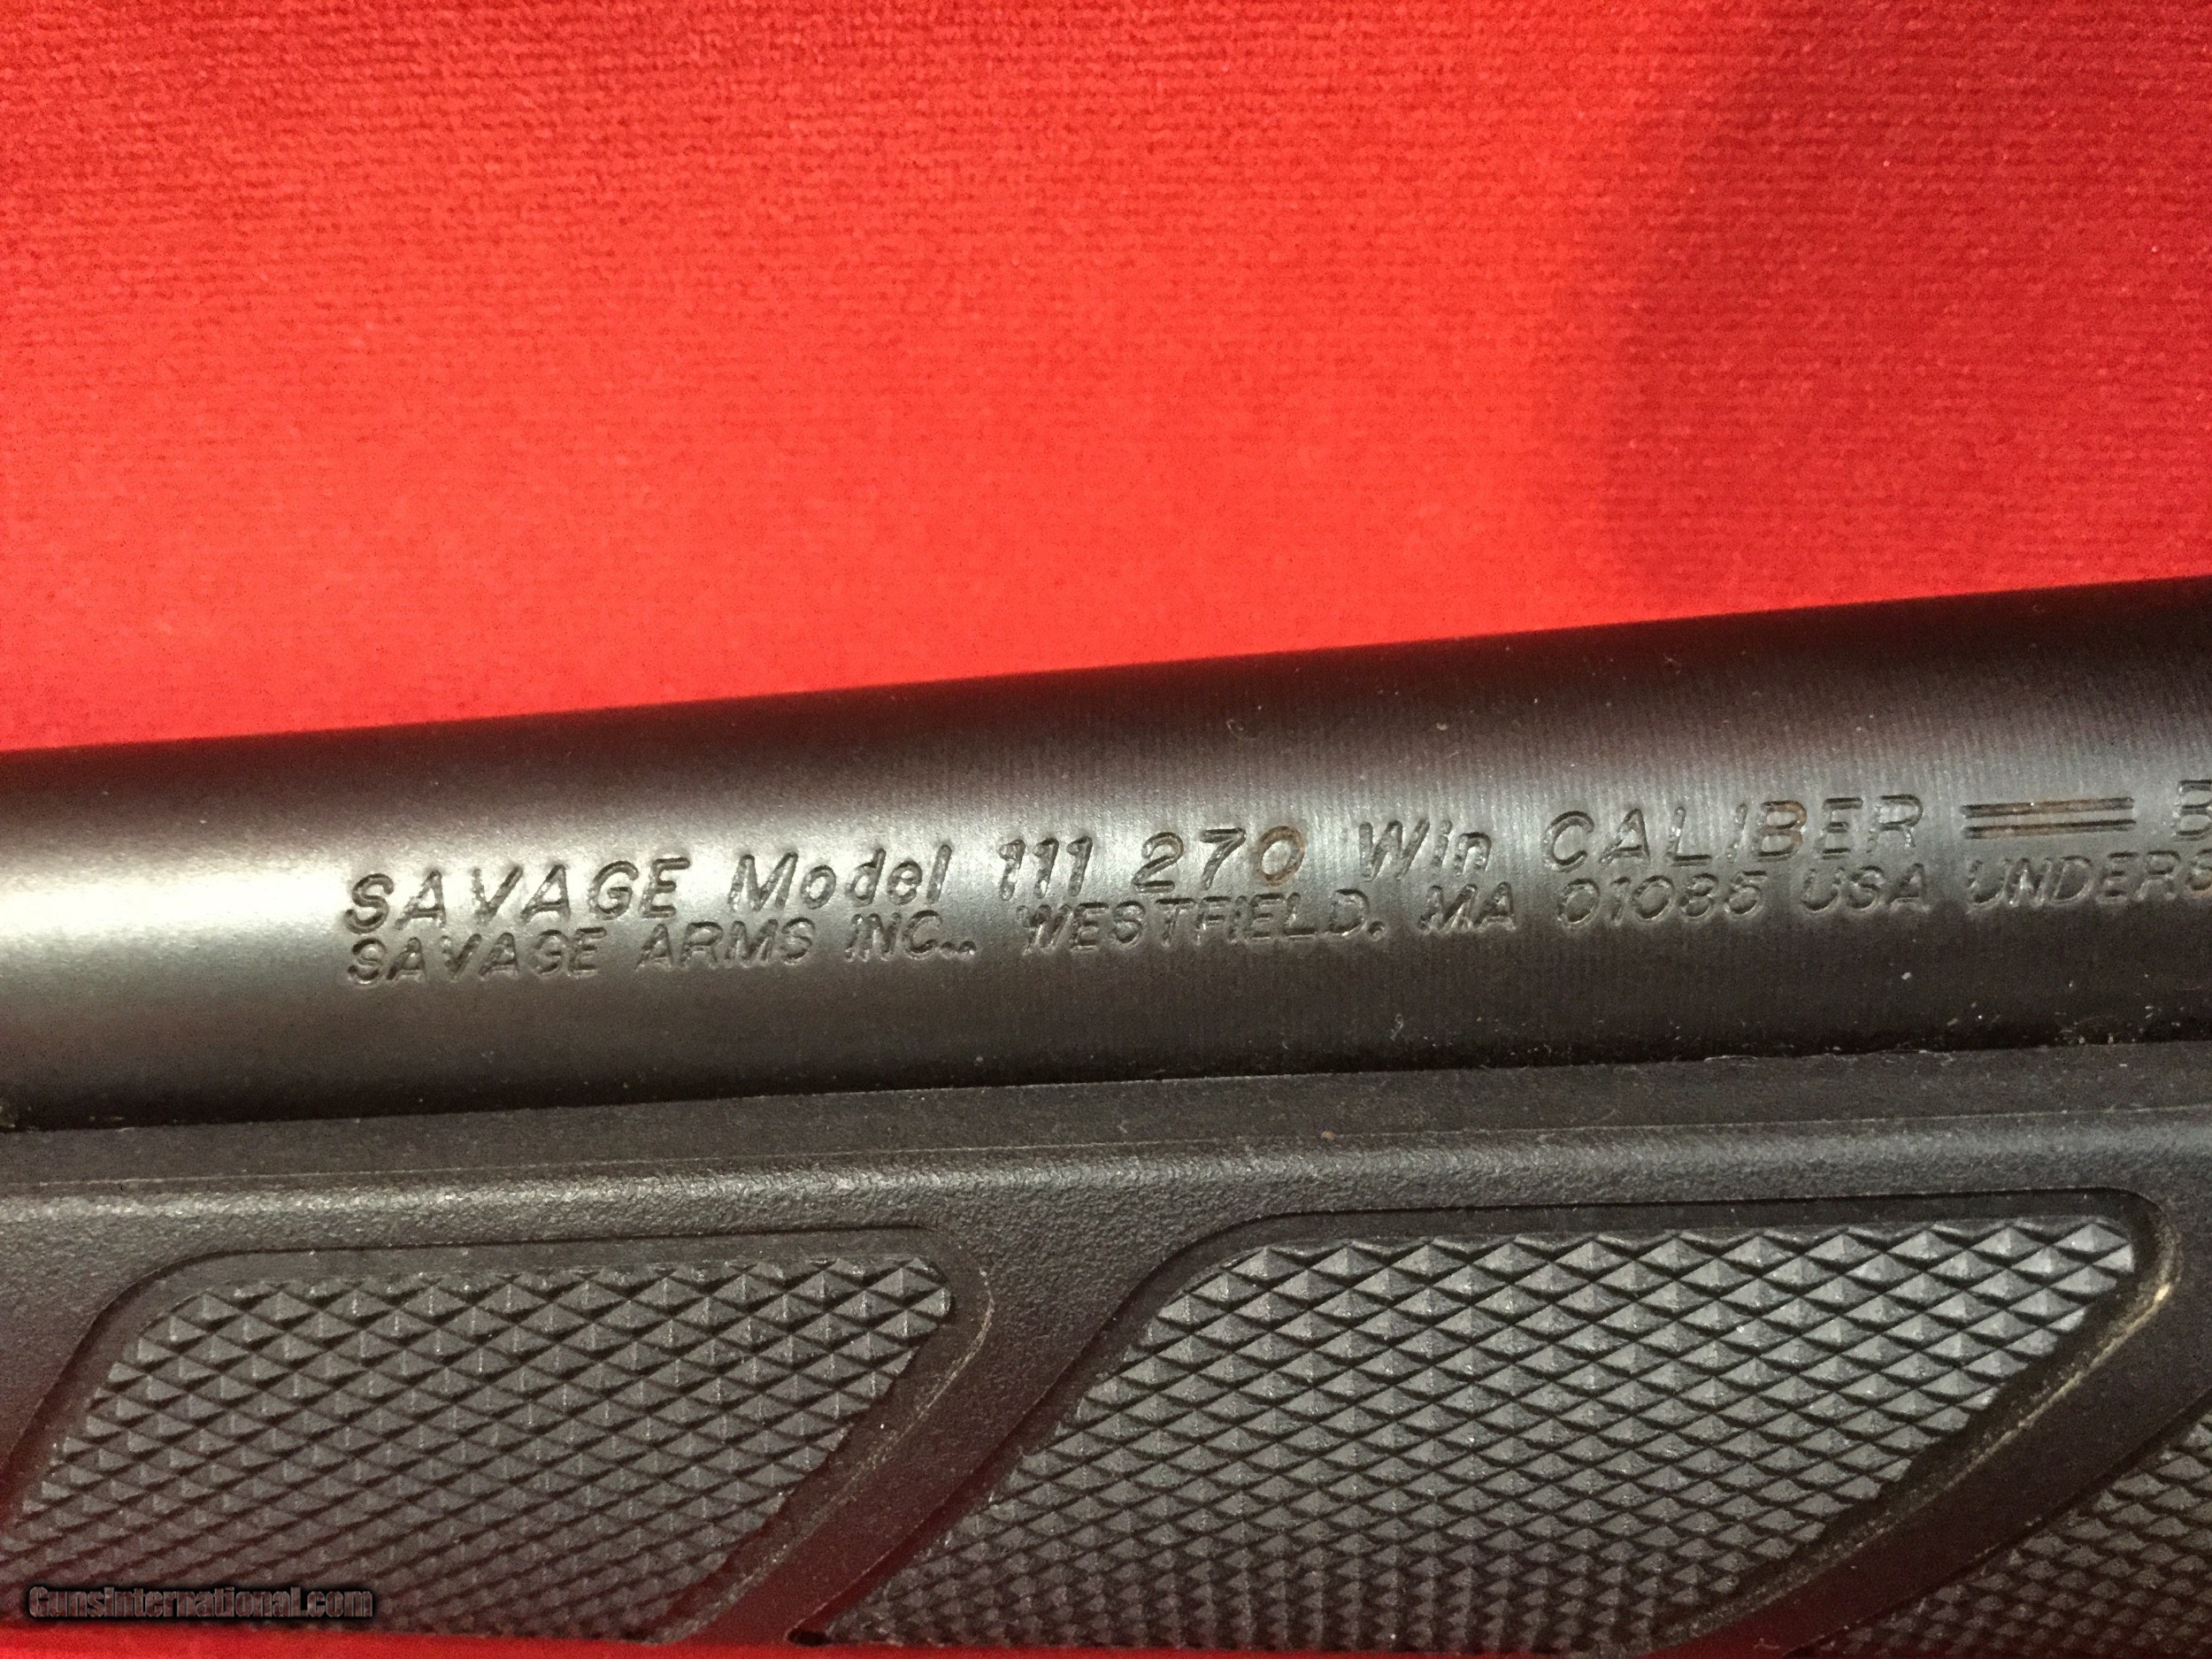 SAVAGE Model 111 270 Win CALIBER
SAVAGE ARMS INC., WESTFIELD, MA 01085 USA
GunsInternational.com